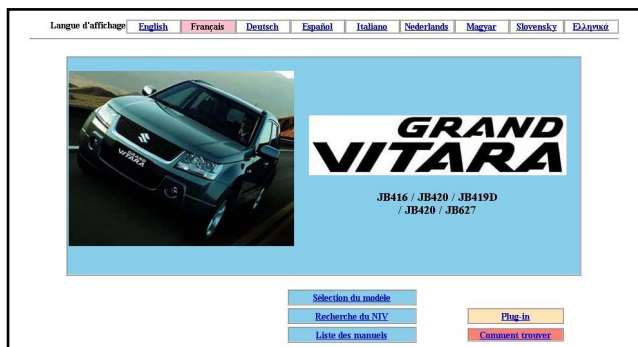 Langue d'affichage English Français Deutsch Español Italiano Nederlands Magyar Slovensky Ελληνικά
GRAND
VITARA
VITARA
JB416 / JB420 / JB419D
/ JB420 / JB627
Sélection du modèle
Recherche du NIV
Plug-in
Liste des manuels
Comment trouver